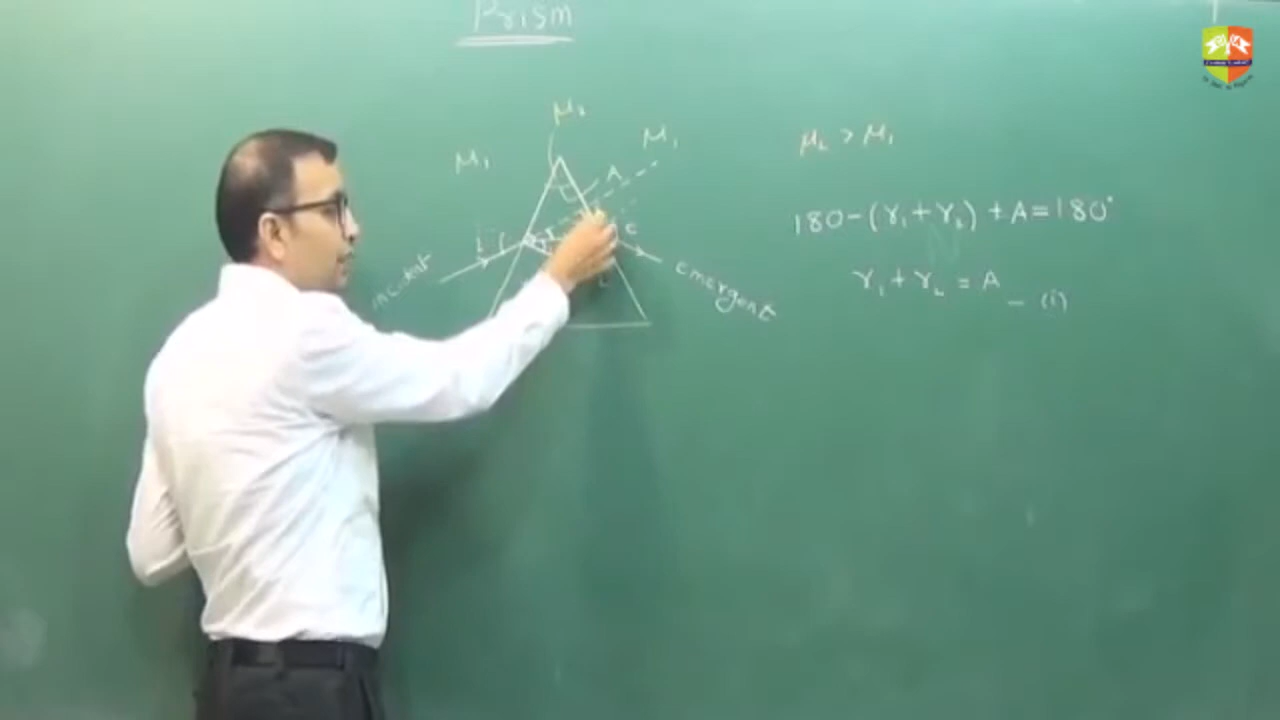 Prism
μ₂
μ₁
μ₁
μ₂ > μ₁
A
180-(r₁+r₂) + A = 180°
i
r
e
incident
emergent
r₁ + r₂ = A
- (i)